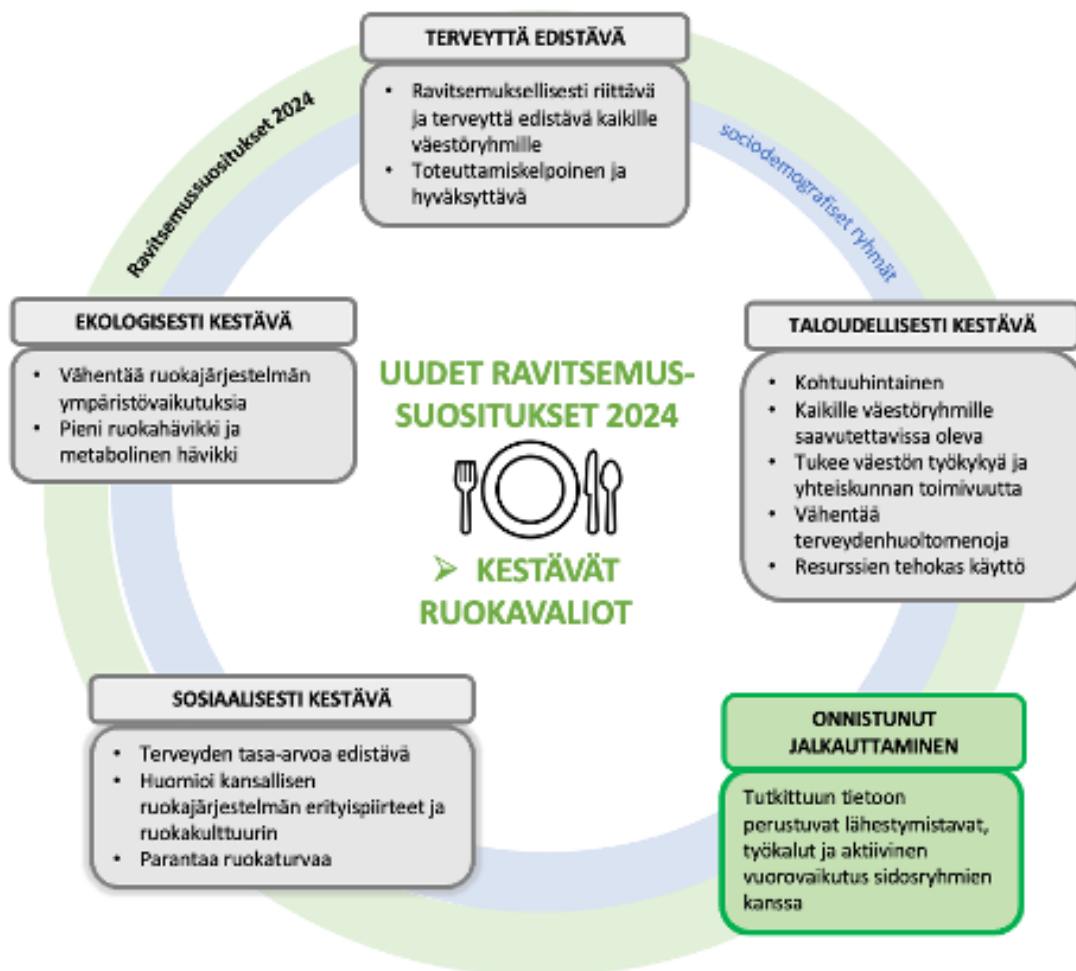 TERVEYTTÄ EDISTÄVÄ
• Ravitsemuksellisesti riittävä
ja terveyttä edistävä kaikille
väestöryhmille
• Toteuttamiskelpoinen ja
hyväksyttävä
Ravitsemussuositukset 2024
sociodemografiset ryhmät
EKOLOGISESTI KESTÄVÄ
• Vähentää ruokajärjestelmän
ympäristövaikutuksia
• Pieni ruokahävikki ja
metabolinen hävikki
UUDET RAVITSEMUS-
SUOSITUKSET 2024
➢ KESTÄVÄT
RUOKAVALIOT
TALOUDELLISESTI KESTÄVÄ
• Kohtuuhintainen
• Kaikille väestöryhmille
saavutettavissa oleva
• Tukee väestön työkykyä ja
yhteiskunnan toimivuutta
• Vähentää
terveydenhuoltomenoja
• Resurssien tehokas käyttö
SOSIAALISESTI KESTÄVÄ
• Terveyden tasa-arvoa edistävä
• Huomioi kansallisen
ruokajärjestelmän erityispiirteet ja
ruokakulttuurin
• Parantaa ruokaturvaa
ONNISTUNUT
JALKAUTTAMINEN
Tutkittuun tietoon
perustuvat lähestymistavat,
työkalut ja aktiivinen
vuorovaikutus sidosryhmien
kanssa